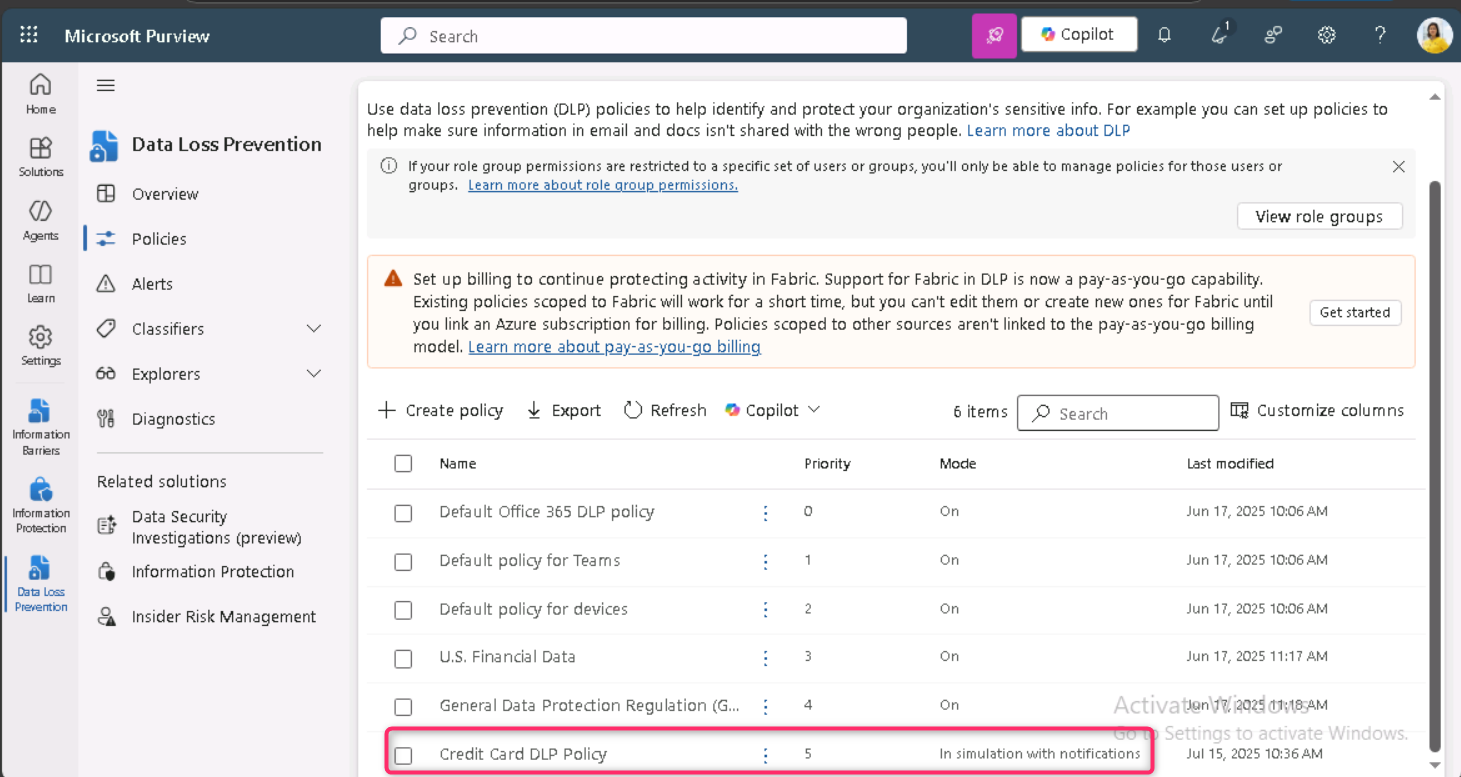 Microsoft Purview
Search
Copilot
1
?
Home
Solutions
Agents
Learn
Settings
Information
Barriers
Information
Protection
Data Loss
Prevention
Data Loss Prevention
Overview
Policies
Alerts
Classifiers
Explorers
Diagnostics
Related solutions
Data Security
Investigations (preview)
Information Protection
Insider Risk Management
Use data loss prevention (DLP) policies to help identify and protect your organization's sensitive info. For example you can set up policies to
help make sure information in email and docs isn't shared with the wrong people. Learn more about DLP
If your role group permissions are restricted to a specific set of users or groups, you'll only be able to manage policies for those users or
groups. Learn more about role group permissions.
View role groups
Set up billing to continue protecting activity in Fabric. Support for Fabric in DLP is now a pay-as-you-go capability.
Existing policies scoped to Fabric will work for a short time, but you can't edit them or create new ones for Fabric until
you link an Azure subscription for billing. Policies scoped to other sources aren't linked to the pay-as-you-go billing
model. Learn more about pay-as-you-go billing
Get started
Create policy Export Refresh Copilot 6 items Search Customize columns
Name Priority Mode Last modified
Default Office 365 DLP policy 0 On Jun 17, 2025 10:06 AM
Default policy for Teams 1 On Jun 17, 2025 10:06 AM
Default policy for devices 2 On Jun 17, 2025 10:06 AM
U.S. Financial Data 3 On Jun 17, 2025 11:17 AM
General Data Protection Regulation (G... 4 On Jun 17, 2025 11:18 AM
Credit Card DLP Policy 5 In simulation with notifications Jul 15, 2025 10:36 AM
Activate Windows
Go to Settings to activate Windows.